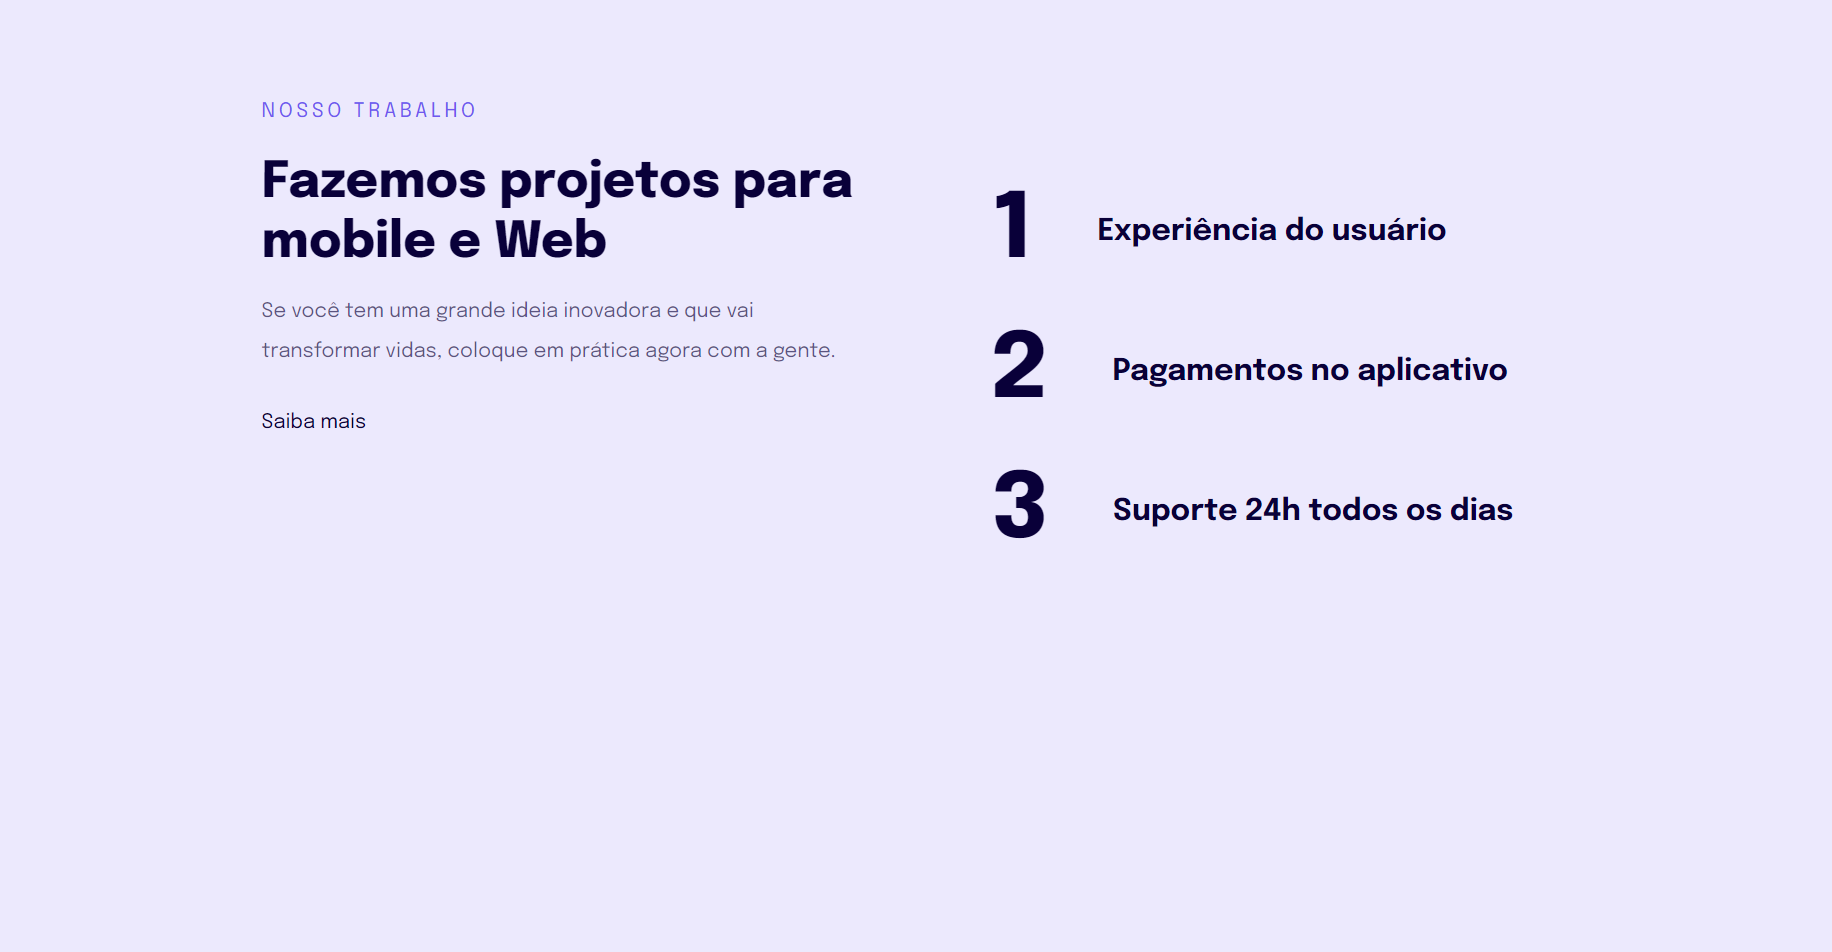 NOSSO TRABALHO
Fazemos projetos para
mobile e Web
Se você tem uma grande ideia inovadora e que vai
transformar vidas, coloque em prática agora com a gente.
Saiba mais
1 Experiência do usuário
2 Pagamentos no aplicativo
3 Suporte 24h todos os dias